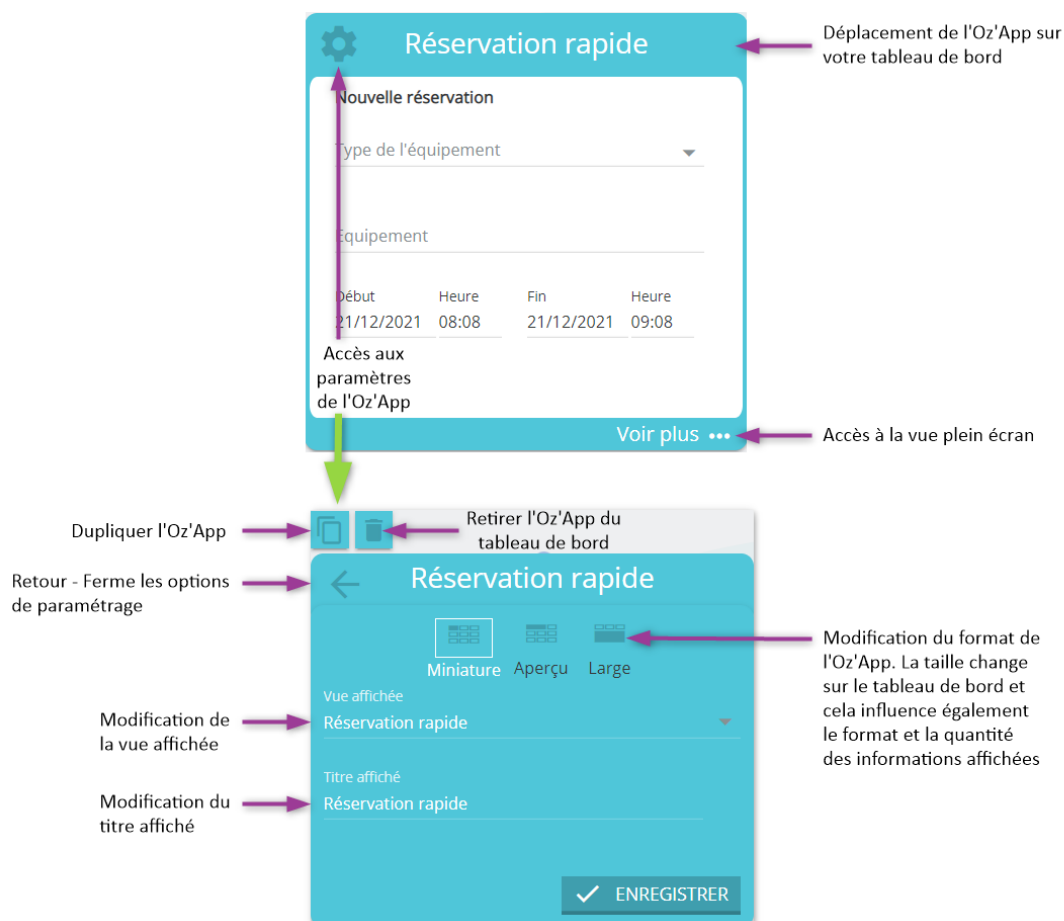 Réservation rapide
Déplacement de l'Oz'App sur
votre tableau de bord
Nouvelle réservation
Type de l'équipement
Equipement
Début Heure Fin Heure
21/12/2021 08:08 21/12/2021 09:08
Accès aux
paramètres
de l'Oz'App
Voir plus •••
Accès à la vue plein écran
Dupliquer l'Oz'App
Retirer l'Oz'App du
tableau de bord
Retour - Ferme les options
de paramétrage
Réservation rapide
Miniature Aperçu Large
Modification du format de
l'Oz'App. La taille change
sur le tableau de bord et
cela influence également
le format et la quantité
des informations affichées
Vue affichée
Réservation rapide
Modification de
la vue affichée
Titre affiché
Réservation rapide
Modification du
titre affiché
ENREGISTRER